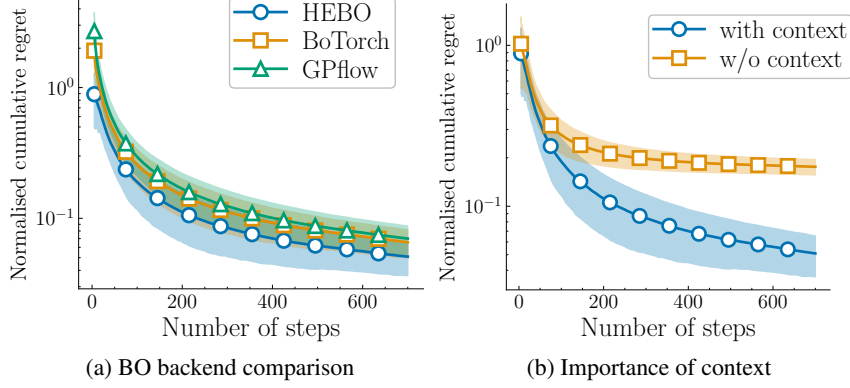 HEBO
BoTorch
GPflow
Normalised cumulative regret
10^0
10^{-1}
0 200 400 600
Number of steps
(a) BO backend comparison
with context
w/o context
Normalised cumulative regret
10^0
10^{-1}
0 200 400 600
Number of steps
(b) Importance of context